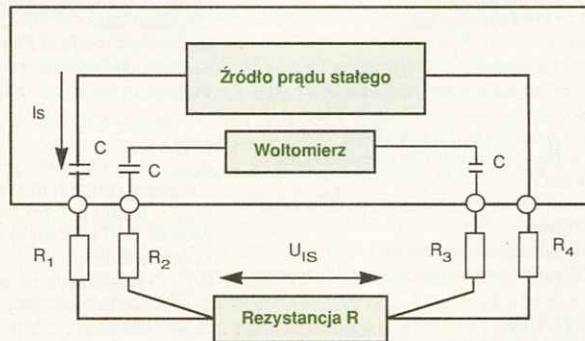 Źródło prądu stałego
IS
Woltomierz
C
C
C
R1
R2
UIS
R3
R4
Rezystancja R